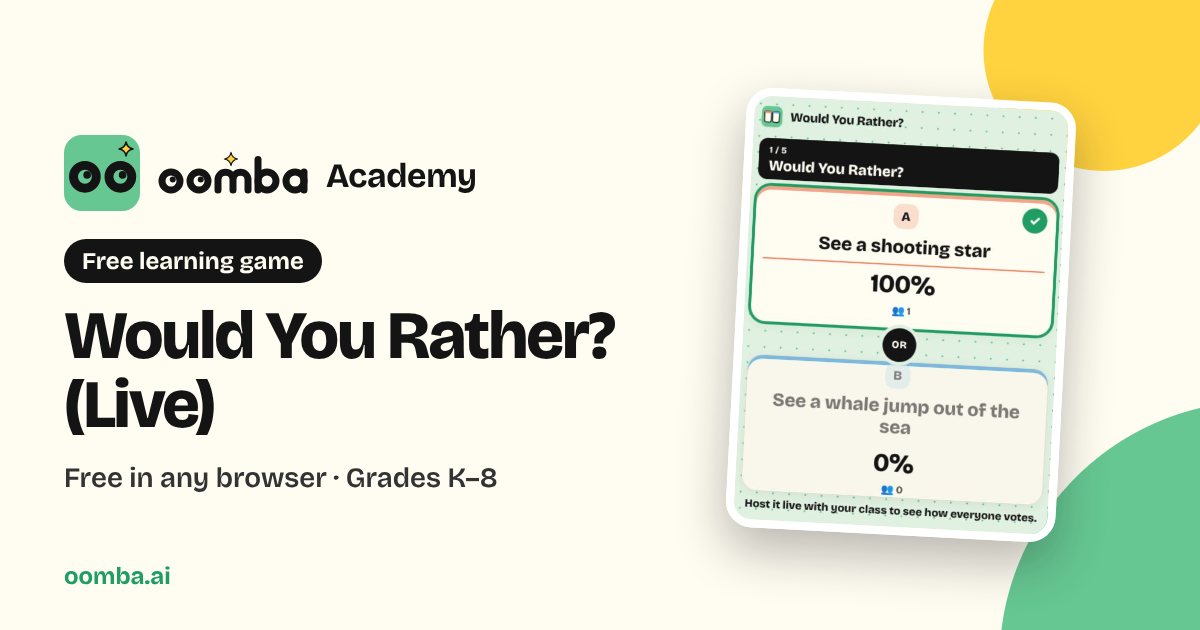 oomba Academy
Free learning game
Would You Rather?
(Live)
Free in any browser · Grades K–8
oomba.ai
Would You Rather?
1 / 5
Would You Rather?
A
See a shooting star
100%
1
OR
B
See a whale jump out of the
sea
0%
0
Host it live with your class to see how everyone votes.